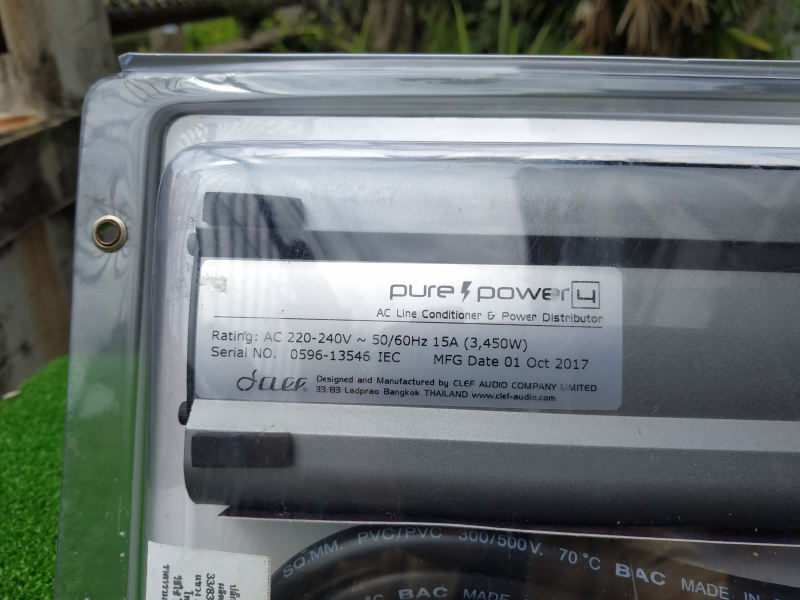 pure power 4
AC Line Conditioner & Power Distributor
Rating: AC 220-240V ~ 50/60Hz 15A (3,450W)
Serial NO. 0596-13546 IEC MFG Date 01 Oct 2017
CLEF® Designed and Manufactured by CLEF AUDIO COMPANY LIMITED
33/83 Ladprao Bangkok THAILAND www.clef-audio.com
SQ.MM. PVC/PVC 300/500V. 70°C BAC MADE IN
°C BAC MADE
33/83